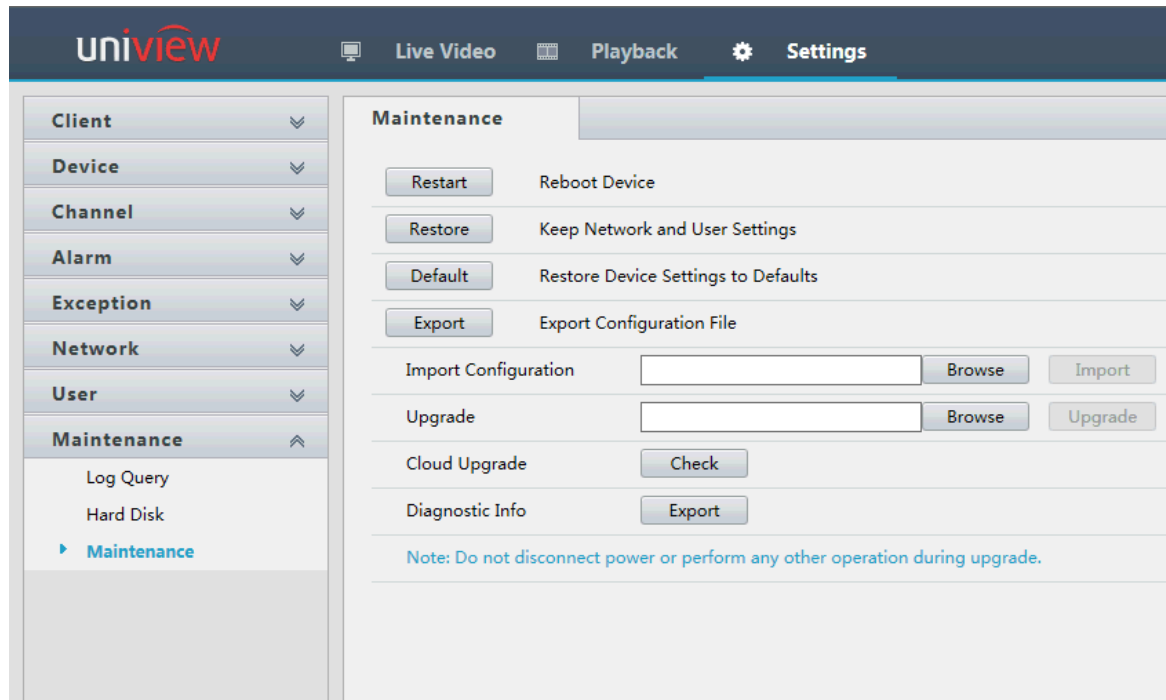 uniview
Live Video Playback Settings
Client
Device
Channel
Alarm
Exception
Network
User
Maintenance
Log Query
Hard Disk
Maintenance
Maintenance
Restart Reboot Device
Restore Keep Network and User Settings
Default Restore Device Settings to Defaults
Export Export Configuration File
Import Configuration Browse Import
Upgrade Browse Upgrade
Cloud Upgrade Check
Diagnostic Info Export
Note: Do not disconnect power or perform any other operation during upgrade.